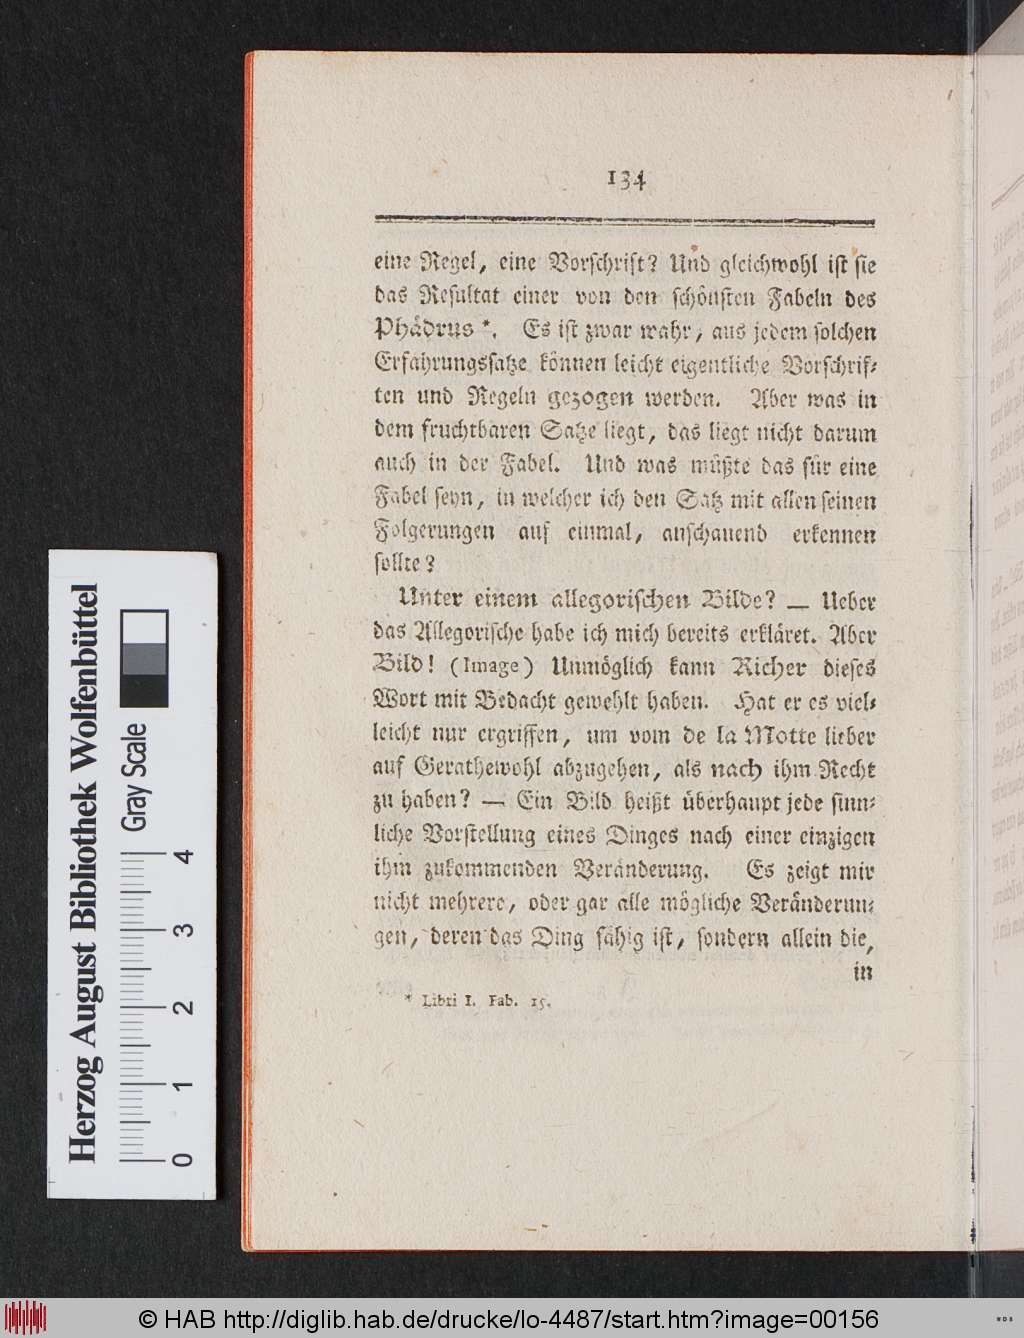 134
eine Regel, eine Vorschrift? Und gleichwohl ist sie
das Resultat einer von den schönsten Fabeln des
Phädrus *. Es ist zwar wahr, aus jedem solchen
Erfahrungssatze können leicht eigentliche Vorschrif-
ten und Regeln gezogen werden. Aber was in
dem fruchtbaren Satze liegt, das liegt nicht darum
auch in der Fabel. Und was müßte das für eine
Fabel seyn, in welcher ich den Satz mit allen seinen
Folgerungen auf einmal, anschauend erkennen
sollte?
Unter einem allegorischen Bilde? — Ueber
das Allegorische habe ich mich bereits erkläret. Aber
Bild! (Image) Unmöglich kann Richer dieses
Wort mit Bedacht gewehlt haben. Hat er es viel-
leicht nur ergriffen, um vom de la Motte lieber
auf Gerathewohl abzugehen, als nach ihm Recht
zu haben? — Ein Bild heißt überhaupt jede sinn-
liche Vorstellung eines Dinges nach einer einzigen
ihm zukommenden Veränderung. Es zeigt mir
nicht mehrere, oder gar alle mögliche Veränderun-
gen, deren das Ding fähig ist, sondern allein die,
in
* Libri I. Fab. 15.
Herzog August Bibliothek Wolfenbüttel
Gray Scale
0 1 2 3 4
© HAB http://diglib.hab.de/drucke/lo-4487/start.htm?image=00156